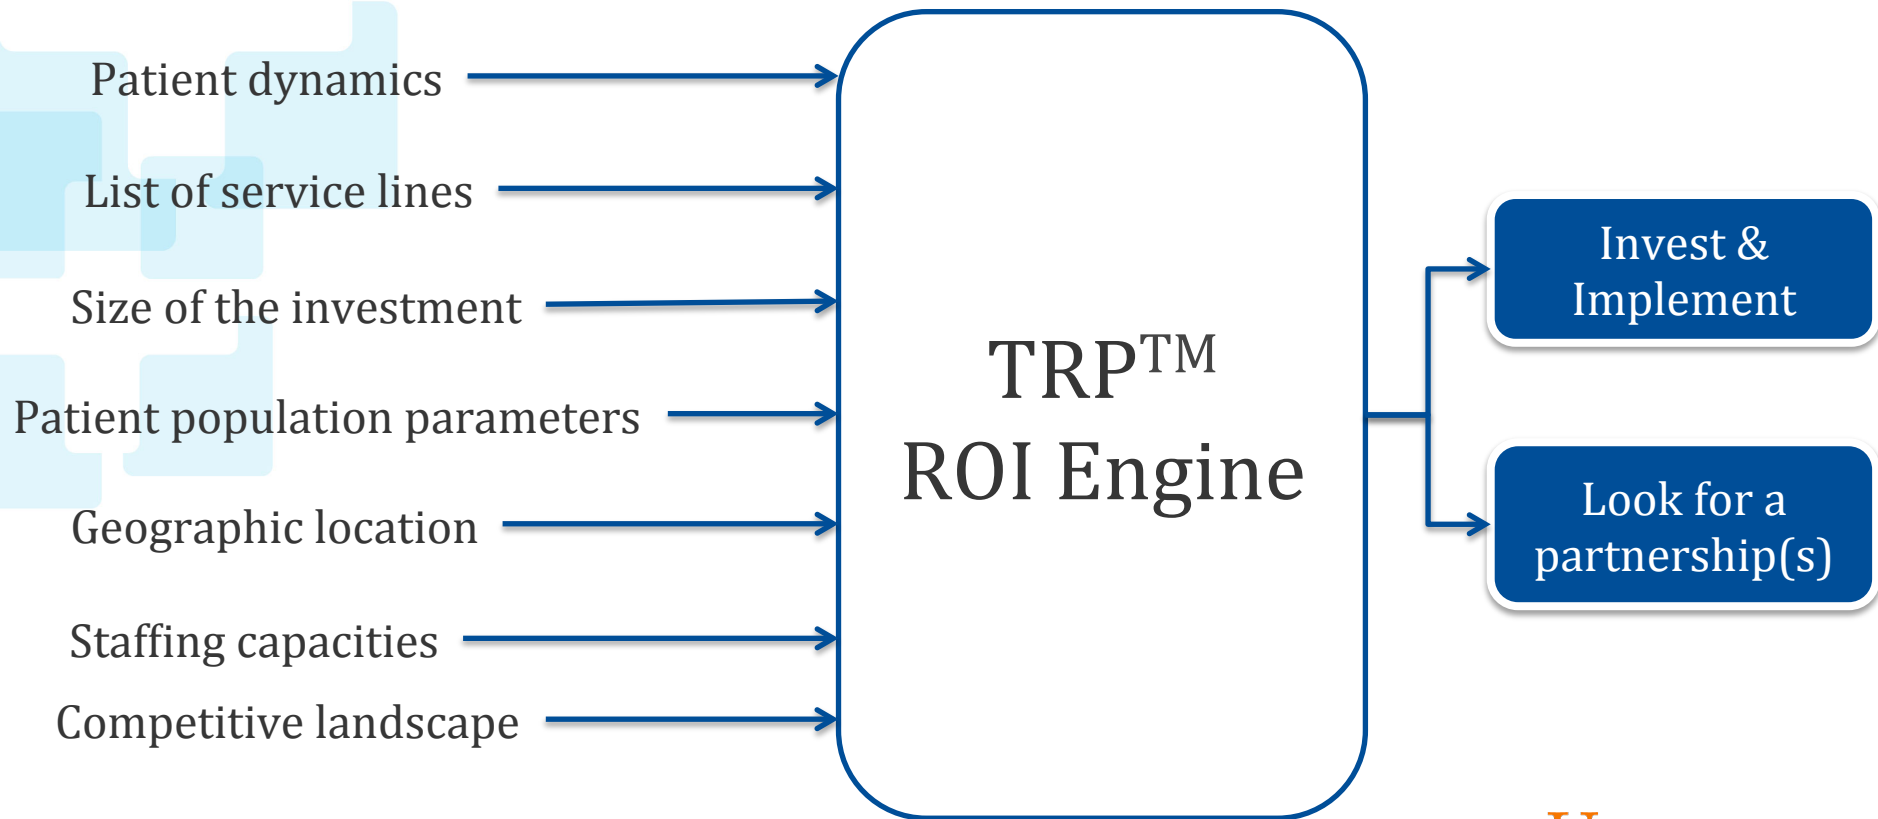 Patient dynamics
List of service lines
Size of the investment
Patient population parameters
Geographic location
Staffing capacities
Competitive landscape
TRP™
ROI Engine
Invest &
Implement
Look for a
partnership(s)